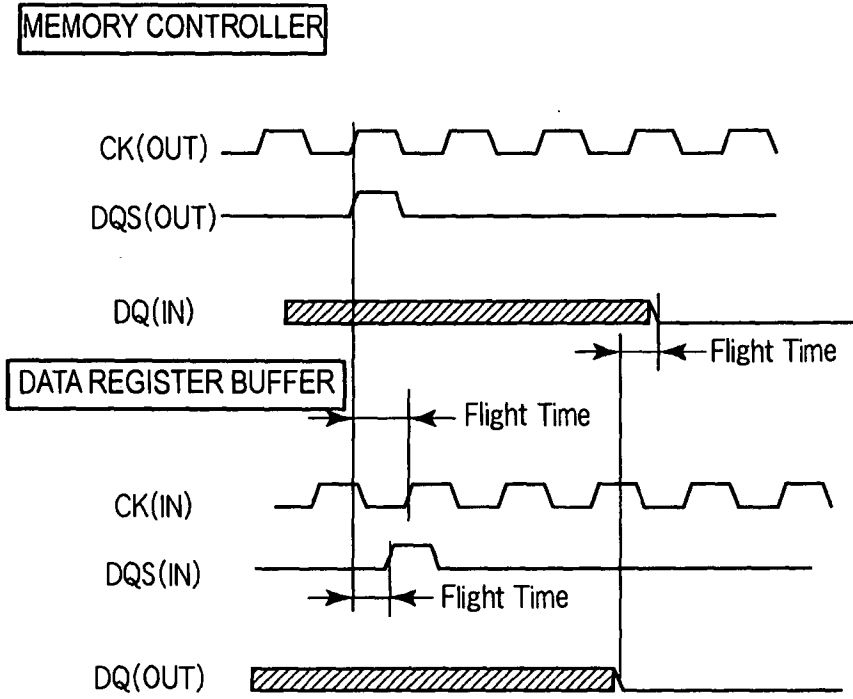 MEMORY CONTROLLER
CK(OUT)
DQS(OUT)
DQ(IN)
Flight Time
DATA REGISTER BUFFER
Flight Time
CK(IN)
DQS(IN)
Flight Time
DQ(OUT)